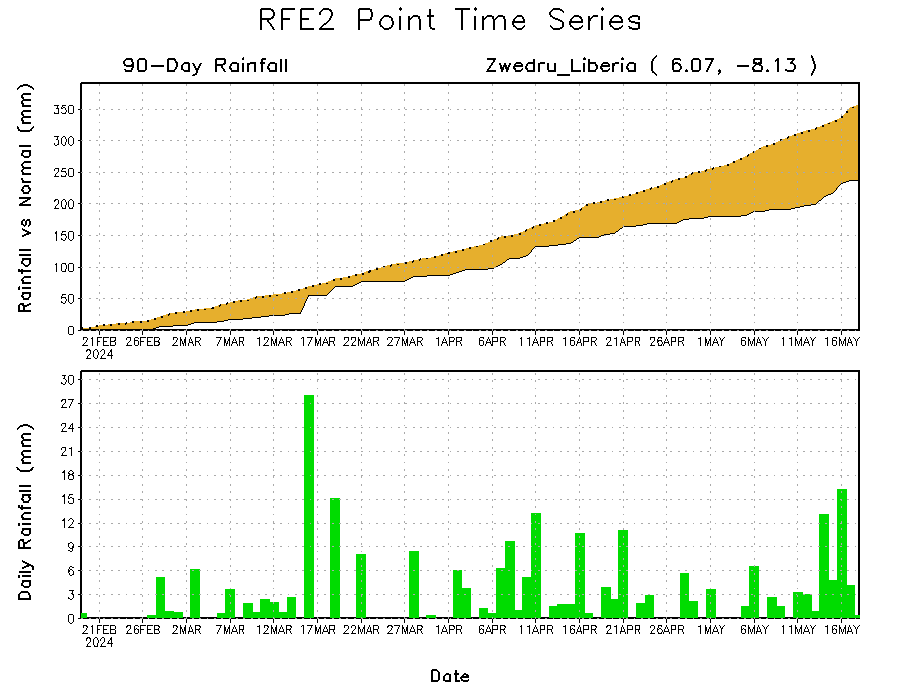 RFE2 Point Time Series
90-Day Rainfall
Zwedru_Liberia ( 6.07, -8.13 )
Rainfall vs Normal (mm)
350
300
250
200
150
100
50
0
21FEB 26FEB 2MAR 7MAR 12MAR 17MAR 22MAR 27MAR 1APR 6APR 11APR 16APR 21APR 26APR 1MAY 6MAY 11MAY 16MAY
2024
Daily Rainfall (mm)
30
27
24
21
18
15
12
9
6
3
0
21FEB 26FEB 2MAR 7MAR 12MAR 17MAR 22MAR 27MAR 1APR 6APR 11APR 16APR 21APR 26APR 1MAY 6MAY 11MAY 16MAY
2024
Date